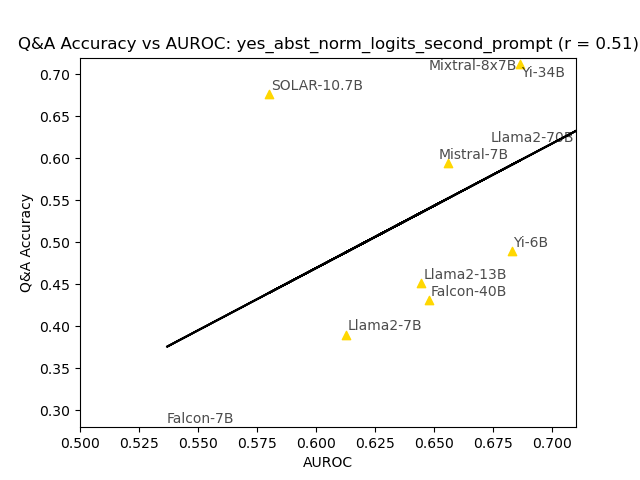 Q&A Accuracy vs AUROC: yes_abst_norm_logits_second_prompt (r = 0.51)
Q&A Accuracy
0.70
0.65
0.60
0.55
0.50
0.45
0.40
0.35
0.30
Mixtral-8x7B
Yi-34B
SOLAR-10.7B
Llama2-70B
Mistral-7B
Yi-6B
Llama2-13B
Falcon-40B
Llama2-7B
Falcon-7B
0.500 0.525 0.550 0.575 0.600 0.625 0.650 0.675 0.700
AUROC